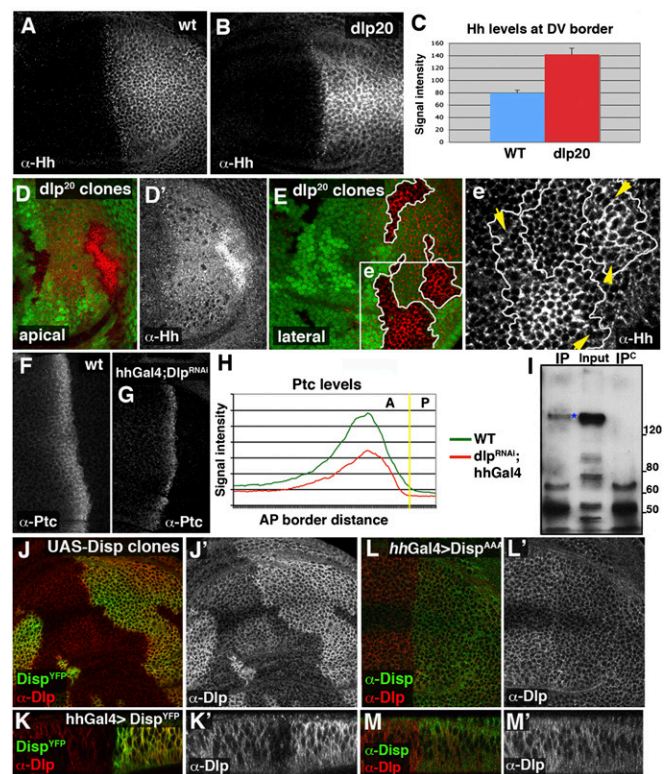 A wt
α-Hh
B dlp20
α-Hh
C Hh levels at DV border
Signal intensity
160
140
120
100
80
60
40
20
0
WT dlp20
D dlp²⁰ clones
apical
D'
α-Hh
E dlp²⁰ clones
e
lateral
e
α-Hh
F wt
α-Ptc
hhGal4;Dlpᴿᴺᴬⁱ
G
α-Ptc
H
Ptc levels
A P
Signal intensity
AP border distance
WT
dlpᴿᴺᴬⁱ;
hhGal4
I IP Input IPᶜ
*
120
80
60
50
J UAS-Disp clones
Dispʸᶠᴾ
α-Dlp
J'
α-Dlp
L hhGal4>Dispᴬᴬᴬ
α-Disp
α-Dlp
L'
α-Dlp
K hhGal4> Dispʸᶠᴾ
Dispʸᶠᴾ
α-Dlp
K'
α-Dlp
M
α-Disp
α-Dlp
M'
α-Dlp